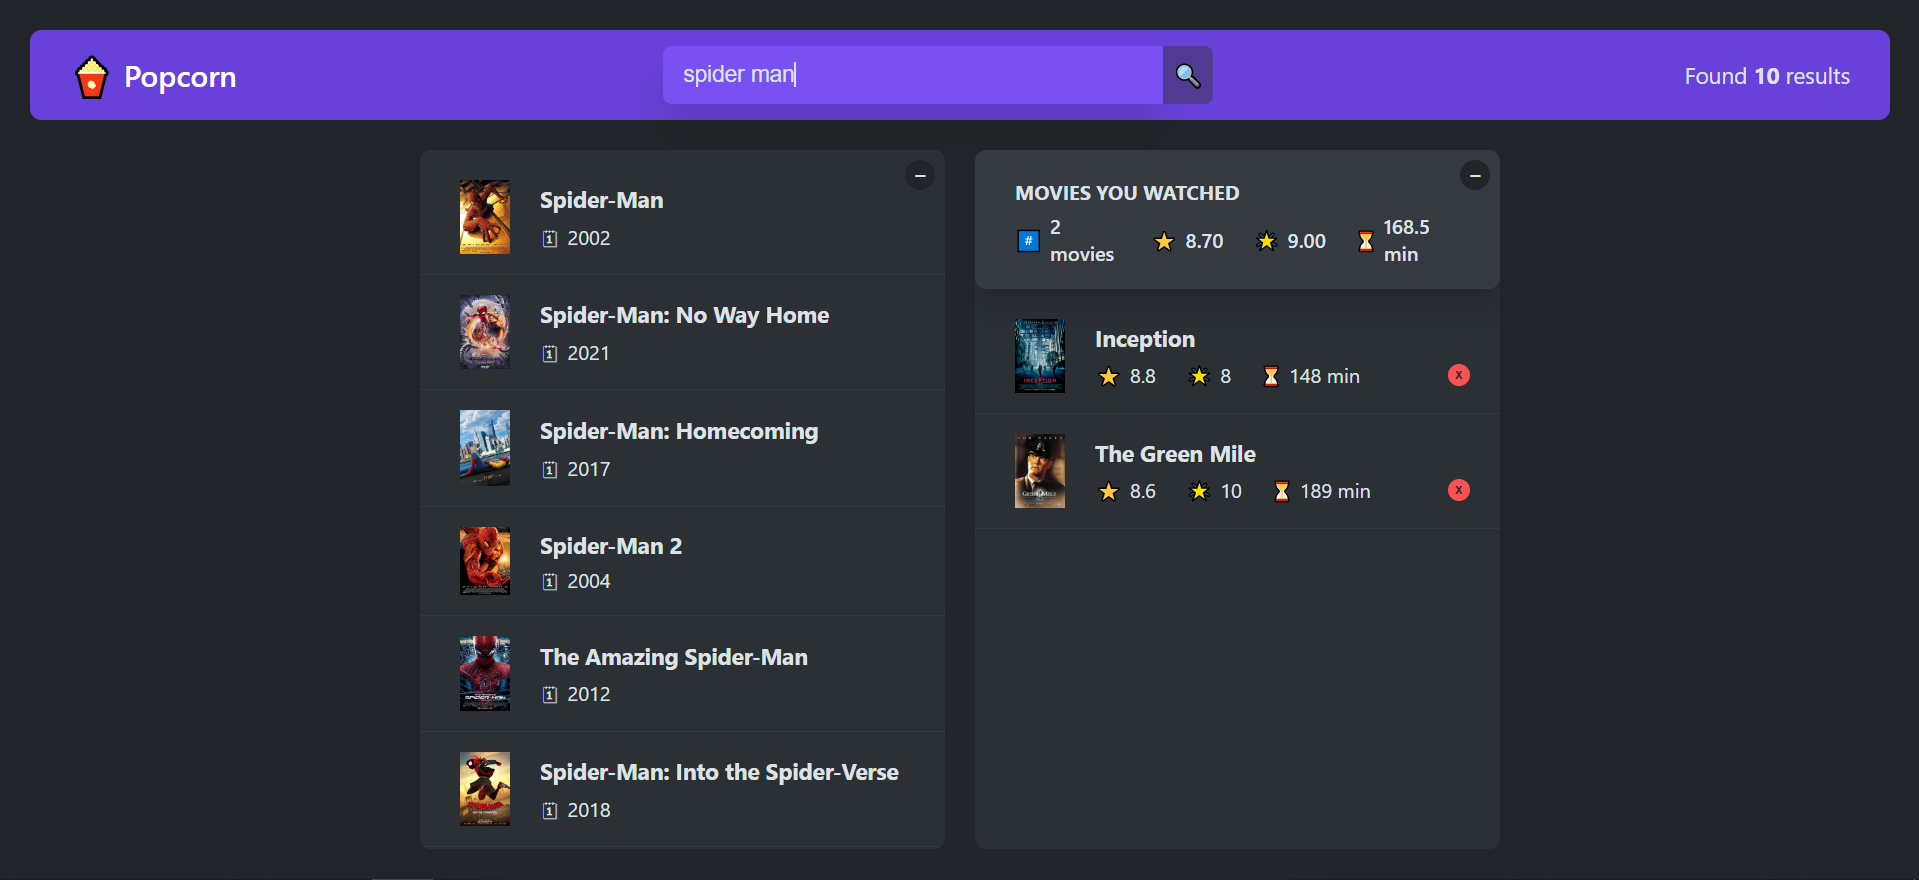 Popcorn
spider man
Found 10 results
Spider-Man
2002
Spider-Man: No Way Home
2021
Spider-Man: Homecoming
2017
Spider-Man 2
2004
The Amazing Spider-Man
2012
Spider-Man: Into the Spider-Verse
2018
MOVIES YOU WATCHED
# 2 movies 8.70 9.00 168.5 min
Inception
8.8 8 148 min X
The Green Mile
8.6 10 189 min X
INCEPTION